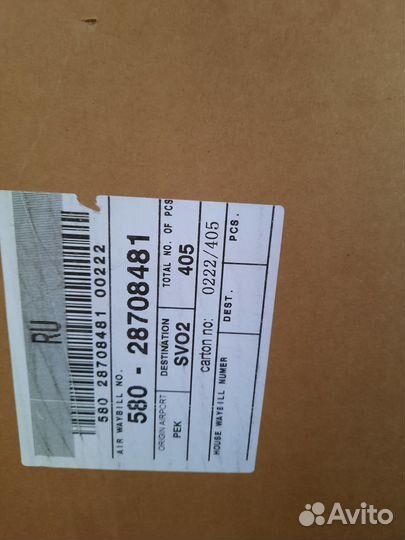 RU
580 28708481 00222
AIR WAYBILL NO.
580 - 28708481
ORIGIN AIRPORT
PEK
DESTINATION
SVO2
TOTAL NO. OF PCS
405
carton no: 0222/405
HOUSE WAYBILL NUMER
DEST.
PCS.
Avito